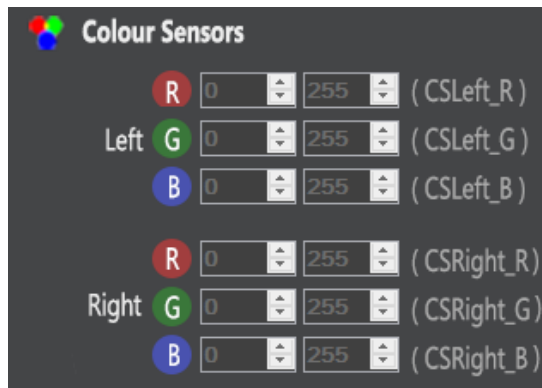 Colour Sensors
R 0 255 ( CSLeft_R )
Left G 0 255 ( CSLeft_G )
B 0 255 ( CSLeft_B )
R 0 255 ( CSRight_R )
Right G 0 255 ( CSRight_G )
B 0 255 ( CSRight_B )